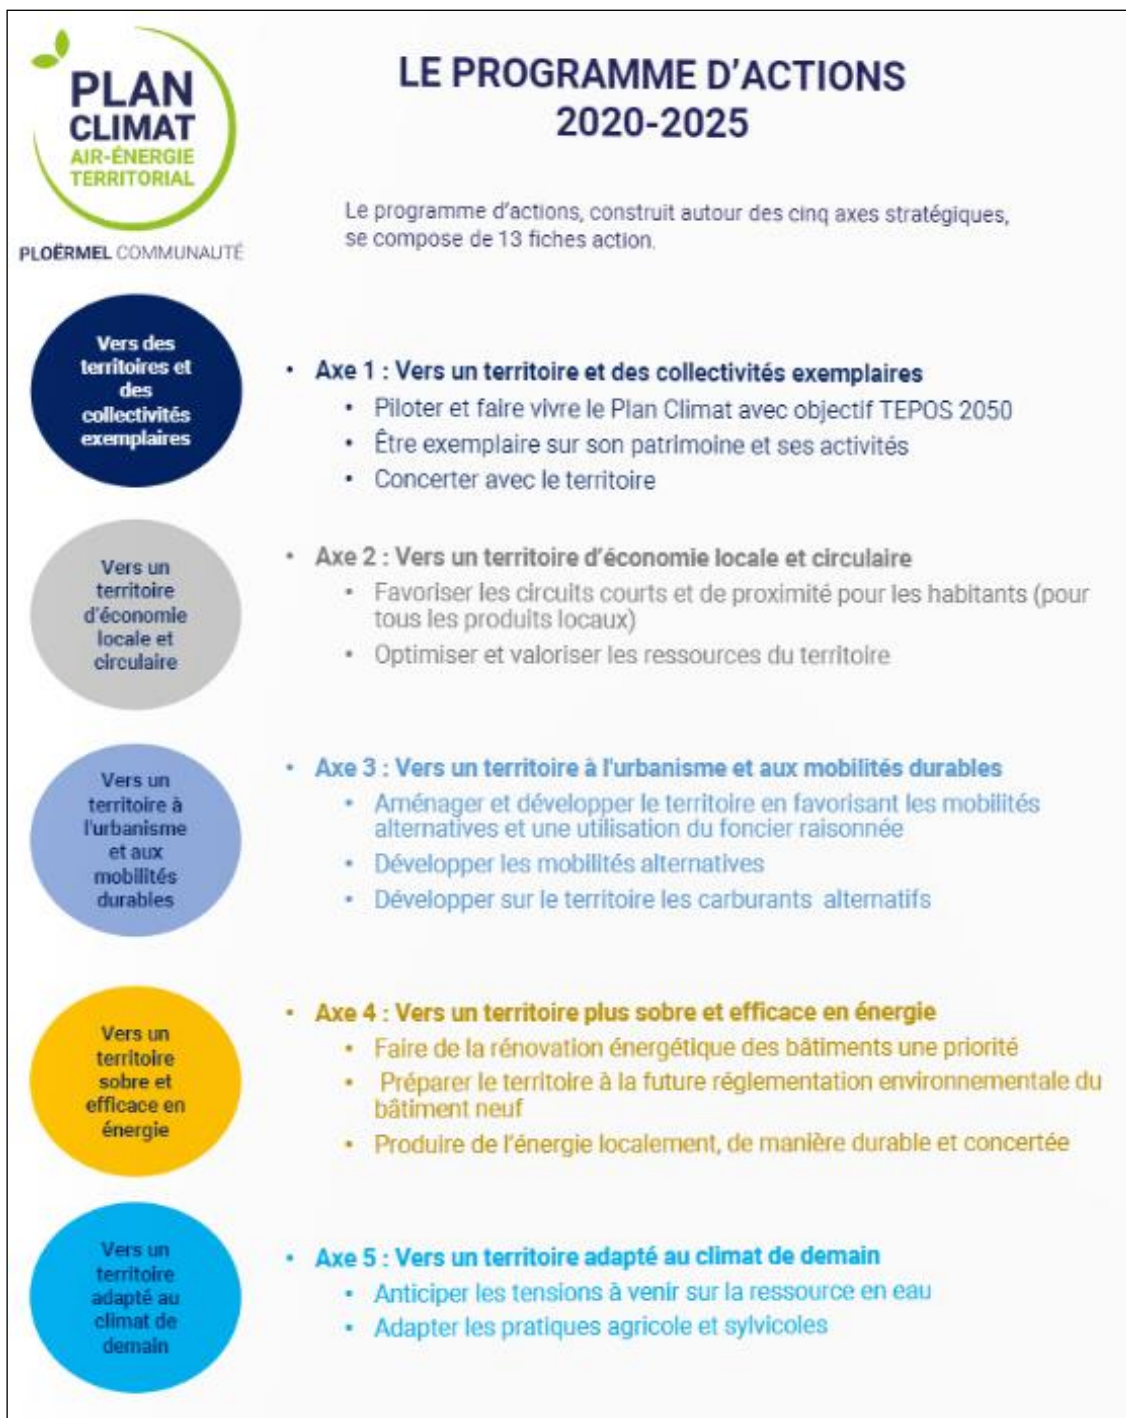 PLAN
CLIMAT
AIR-ÉNERGIE
TERRITORIAL
PLOËRMEL COMMUNAUTÉ
LE PROGRAMME D'ACTIONS
2020-2025
Le programme d'actions, construit autour des cinq axes stratégiques,
se compose de 13 fiches action.
Vers des
territoires et
des
collectivités
exemplaires
• Axe 1 : Vers un territoire et des collectivités exemplaires
• Piloter et faire vivre le Plan Climat avec objectif TEPOS 2050
• Être exemplaire sur son patrimoine et ses activités
• Concerter avec le territoire
Vers un
territoire
d'économie
locale et
circulaire
• Axe 2 : Vers un territoire d'économie locale et circulaire
• Favoriser les circuits courts et de proximité pour les habitants (pour
tous les produits locaux)
• Optimiser et valoriser les ressources du territoire
Vers un
territoire à
l'urbanisme
et aux
mobilités
durables
• Axe 3 : Vers un territoire à l'urbanisme et aux mobilités durables
• Aménager et développer le territoire en favorisant les mobilités
alternatives et une utilisation du foncier raisonnée
• Développer les mobilités alternatives
• Développer sur le territoire les carburants alternatifs
Vers un
territoire
sobre et
efficace en
énergie
• Axe 4 : Vers un territoire plus sobre et efficace en énergie
• Faire de la rénovation énergétique des bâtiments une priorité
• Préparer le territoire à la future réglementation environnementale du
bâtiment neuf
• Produire de l'énergie localement, de manière durable et concertée
Vers un
territoire
adapté au
climat de
demain
• Axe 5 : Vers un territoire adapté au climat de demain
• Anticiper les tensions à venir sur la ressource en eau
• Adapter les pratiques agricole et sylvicoles